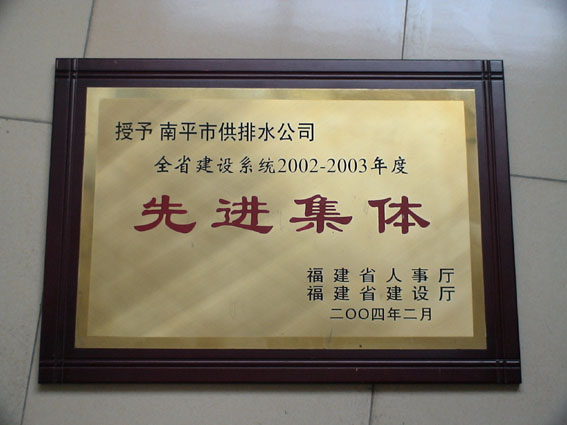 授予 南平市供排水公司
全省建设系统2002-2003年度
先进集体
福建省人事厅
福建省建设厅
二〇〇四年二月